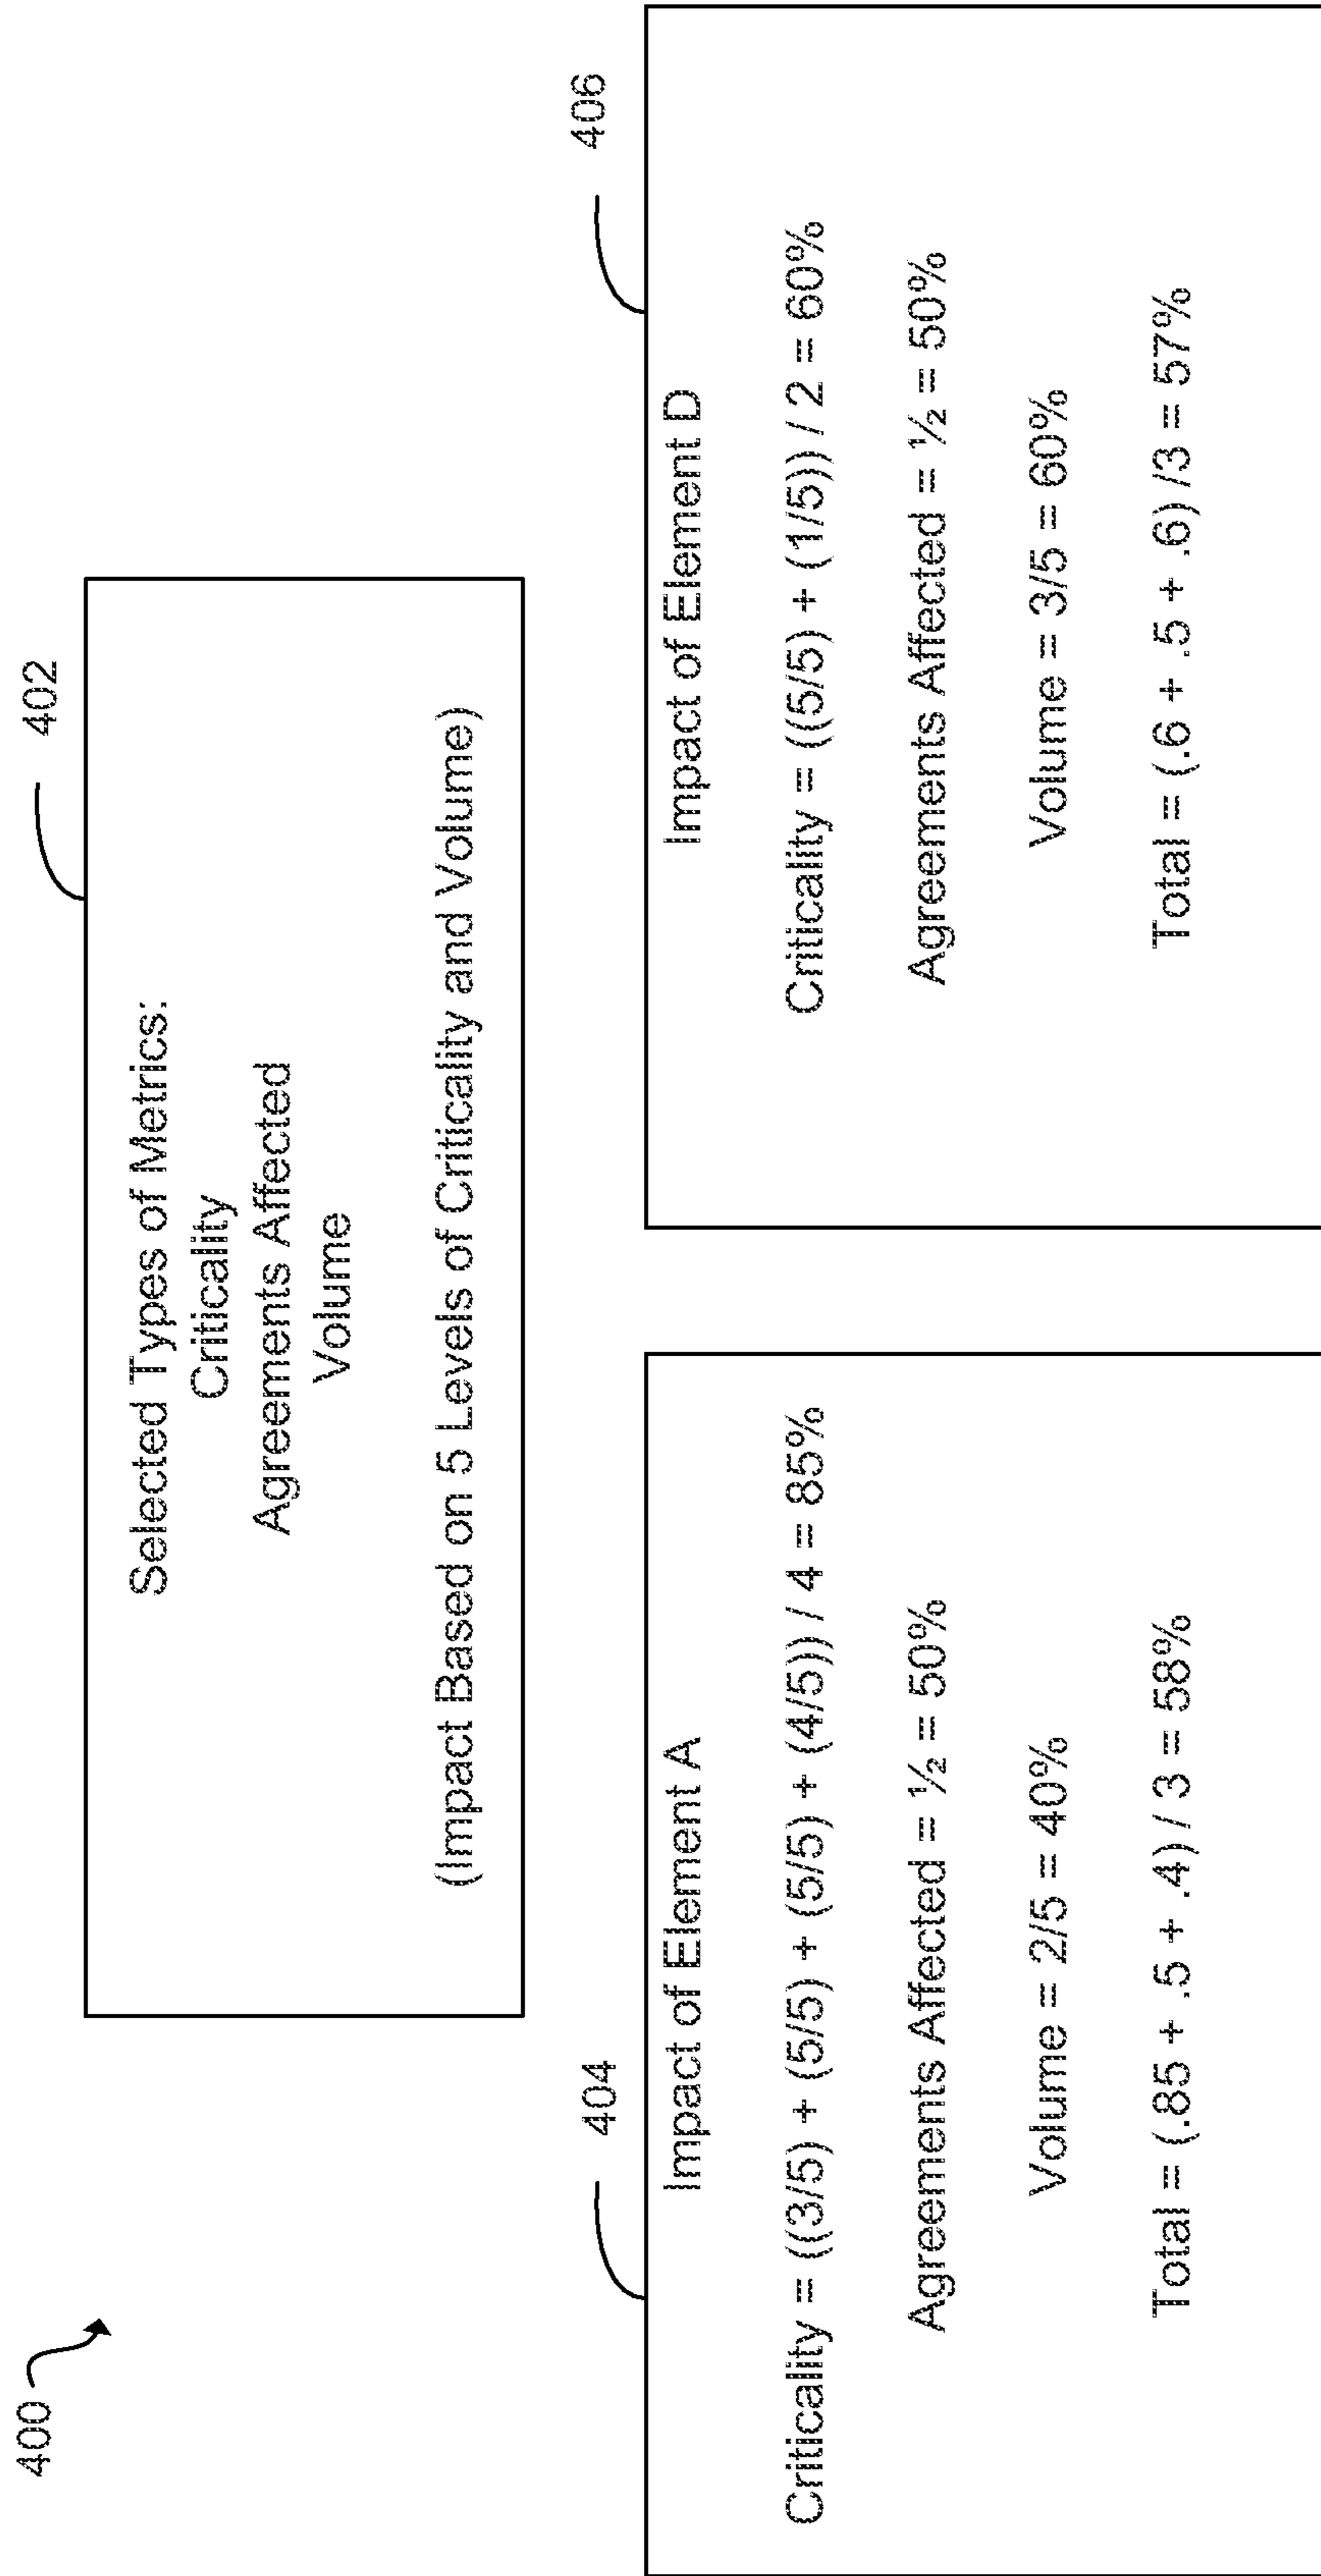 400
402
Selected Types of Metrics:
Criticality
Agreements Affected
Volume
(Impact Based on 5 Levels of Criticality and Volume)
404
Impact of Element A
Criticality = ((3/5) + (5/5) + (5/5) + (4/5)) / 4 = 85%
Agreements Affected = ½ = 50%
Volume = 2/5 = 40%
Total = (.85 + .5 + .4) / 3 = 58%
406
Impact of Element D
Criticality = ((5/5) + (1/5)) / 2 = 60%
Agreements Affected = ½ = 50%
Volume = 3/5 = 60%
Total = (.6 + .5 + .6) /3 = 57%